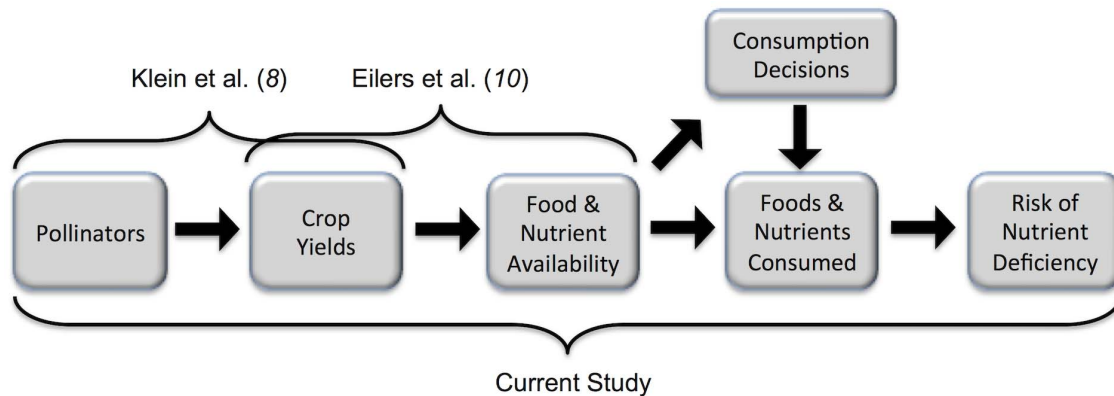 Consumption
Decisions
Klein et al. (8)
Eilers et al. (10)
Pollinators
Crop
Yields
Food &
Nutrient
Availability
Foods &
Nutrients
Consumed
Risk of
Nutrient
Deficiency
Current Study